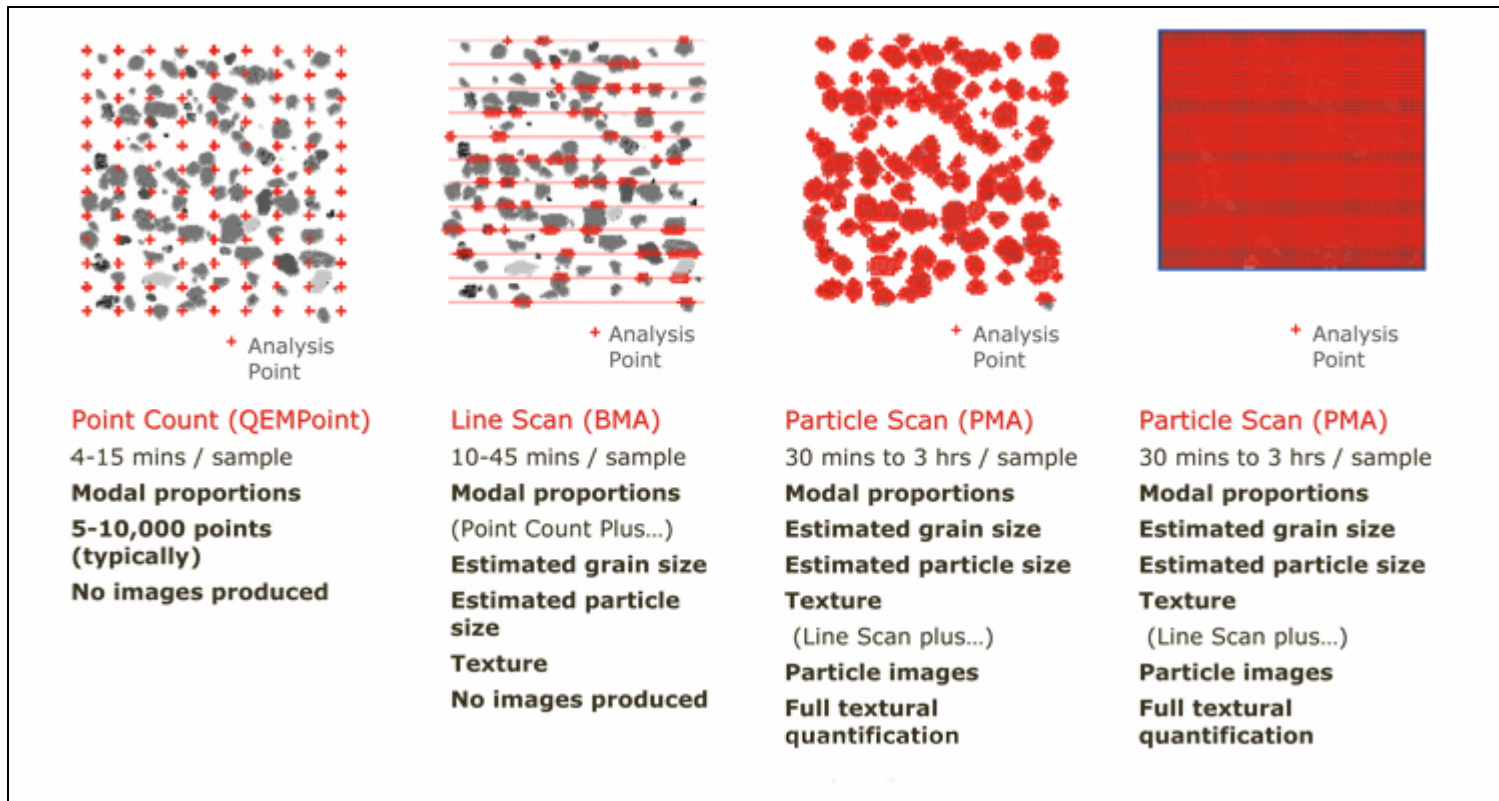 + Analysis
Point
Point Count (QEMPoint)
4-15 mins / sample
Modal proportions
5-10,000 points
(typically)
No images produced
+ Analysis
Point
Line Scan (BMA)
10-45 mins / sample
Modal proportions
(Point Count Plus...)
Estimated grain size
Estimated particle
size
Texture
No images produced
+ Analysis
Point
Particle Scan (PMA)
30 mins to 3 hrs / sample
Modal proportions
Estimated grain size
Estimated particle size
Texture
(Line Scan plus...)
Particle images
Full textural
quantification
+ Analysis
Point
Particle Scan (PMA)
30 mins to 3 hrs / sample
Modal proportions
Estimated grain size
Estimated particle size
Texture
(Line Scan plus...)
Particle images
Full textural
quantification